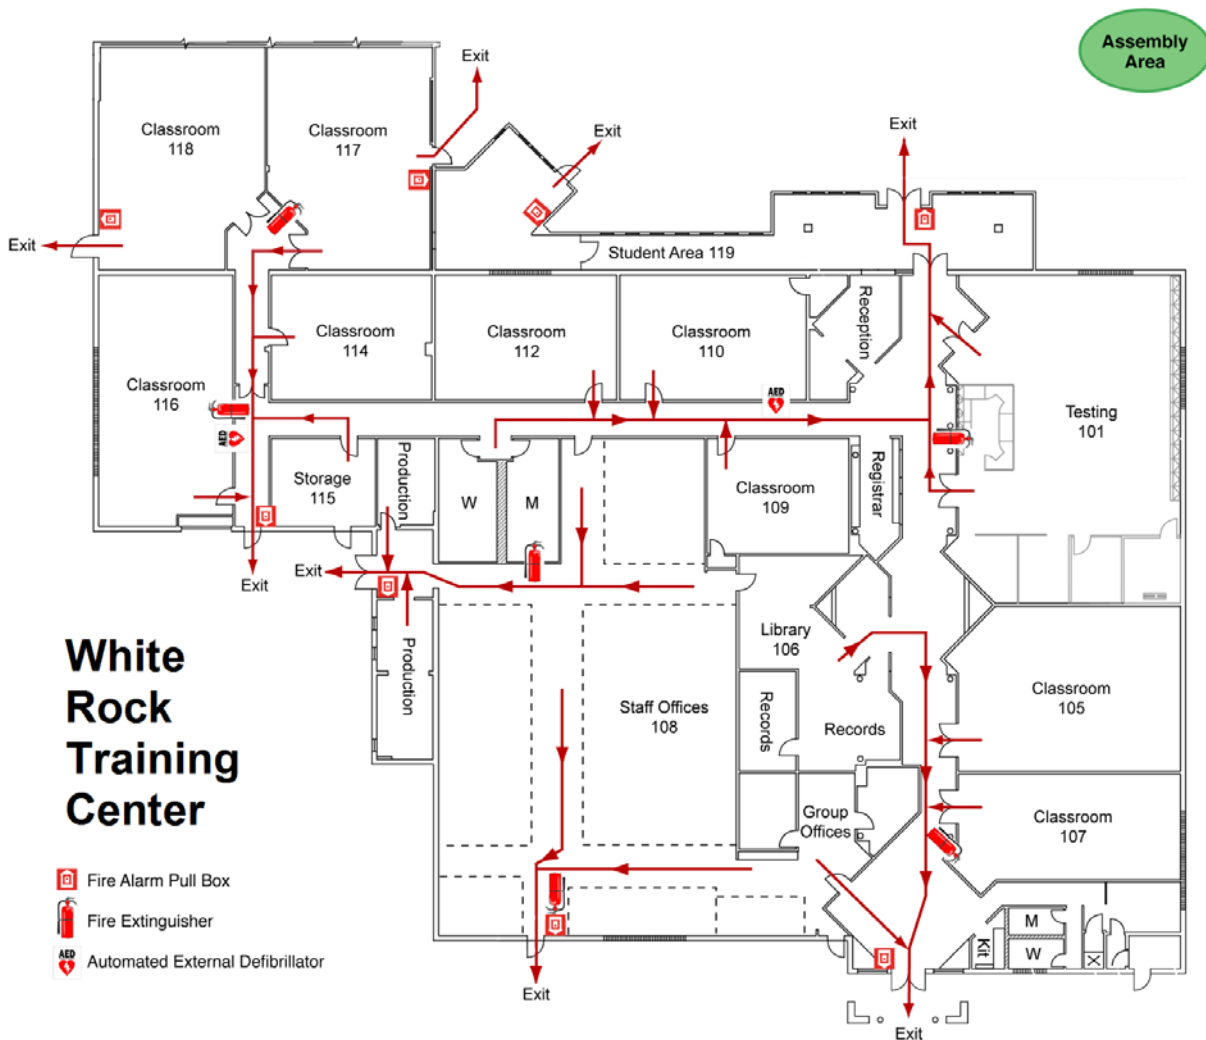 Assembly
Area
Exit
Exit
Exit
Classroom
118
Classroom
117
Exit
Student Area 119
Reception
Classroom
114
Classroom
112
Classroom
110
Classroom
116
AED
AED
Testing
101
Storage
115
Production
W
M
Classroom
109
Registrar
Exit
Exit
Production
Library
106
Records
Records
Staff Offices
108
Classroom
105
Group
Offices
Classroom
107
White
Rock
Training
Center
Fire Alarm Pull Box
Fire Extinguisher
AED
Automated External Defibrillator
Kit
M
W
Exit
Exit